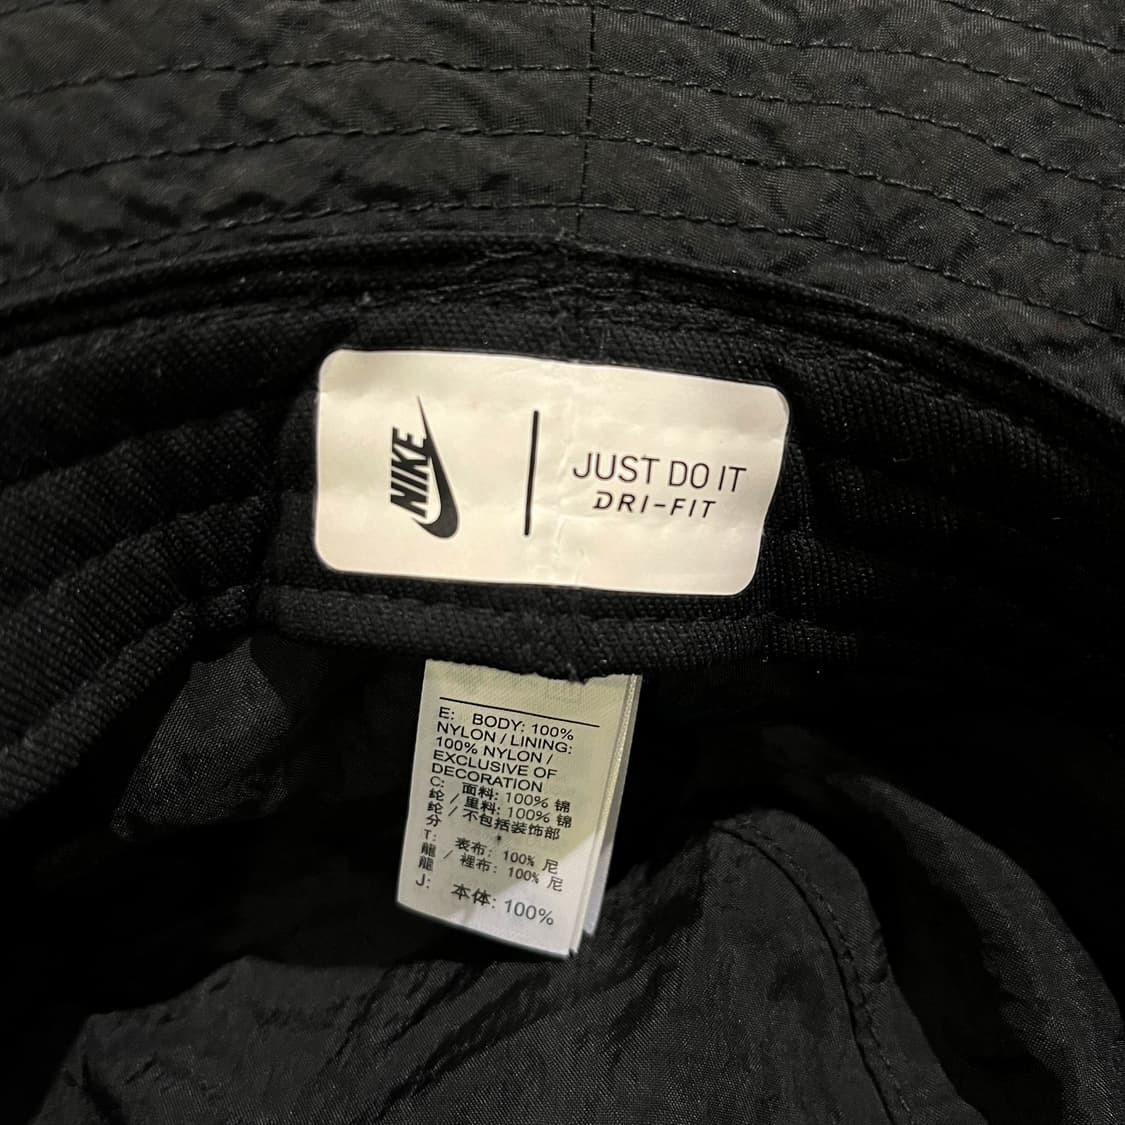 NIKE
JUST DO IT
DRI-FIT
E: BODY: 100%
NYLON / LINING:
100% NYLON /
EXCLUSIVE OF
DECORATION
C: 面料: 100% 锦
纶 / 里料: 100% 锦
纶 / 不包括装饰部
分
T: 表布: 100% 尼
龍 / 裡布: 100% 尼
龍
J: 本体: 100%